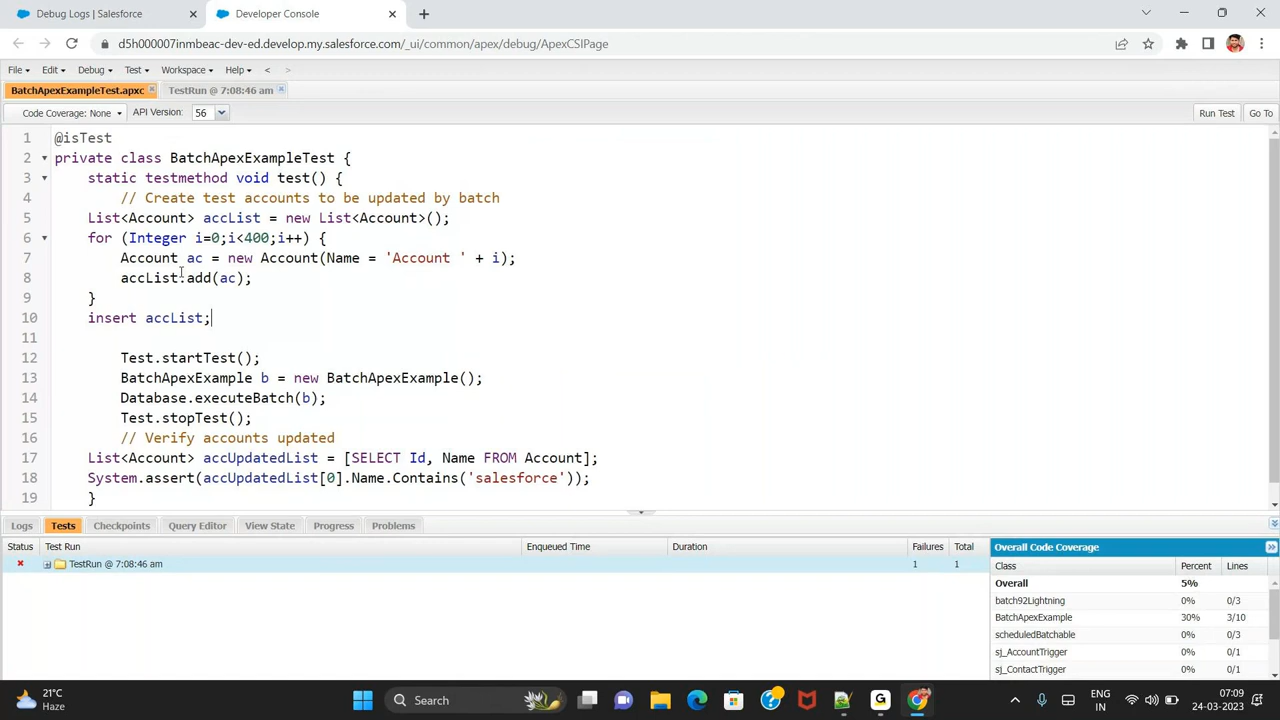 Debug Logs | Salesforce
Developer Console
d5h000007inmbeac-dev-ed.develop.my.salesforce.com/_ui/common/apex/debug/ApexCSIPage
File Edit Debug Test Workspace Help < >
BatchApexExampleTest.apxc TestRun @ 7:08:46 am
Code Coverage: None API Version: 56 Run Test Go To
1 @isTest
2 private class BatchApexExampleTest {
3 static testmethod void test() {
4 // Create test accounts to be updated by batch
5 List<Account> accList = new List<Account>();
6 for (Integer i=0;i<400;i++) {
7 Account ac = new Account(Name = 'Account ' + i);
8 accList.add(ac);
9 }
10 insert accList;
11
12 Test.startTest();
13 BatchApexExample b = new BatchApexExample();
14 Database.executeBatch(b);
15 Test.stopTest();
16 // Verify accounts updated
17 List<Account> accUpdatedList = [SELECT Id, Name FROM Account];
18 System.assert(accUpdatedList[0].Name.Contains('salesforce'));
19 }
Logs Tests Checkpoints Query Editor View State Progress Problems
Status Test Run Enqueued Time Duration Failures Total
TestRun @ 7:08:46 am 1 1
Overall Code Coverage
Class Percent Lines
Overall 5%
batch92Lightning 0% 0/3
BatchApexExample 30% 3/10
scheduledBatchable 0% 0/3
sj_AccountTrigger 0% 0/1
sj_ContactTrigger 0% 0/1
21°C
Haze
Search
ENG
IN
07:09
24-03-2023